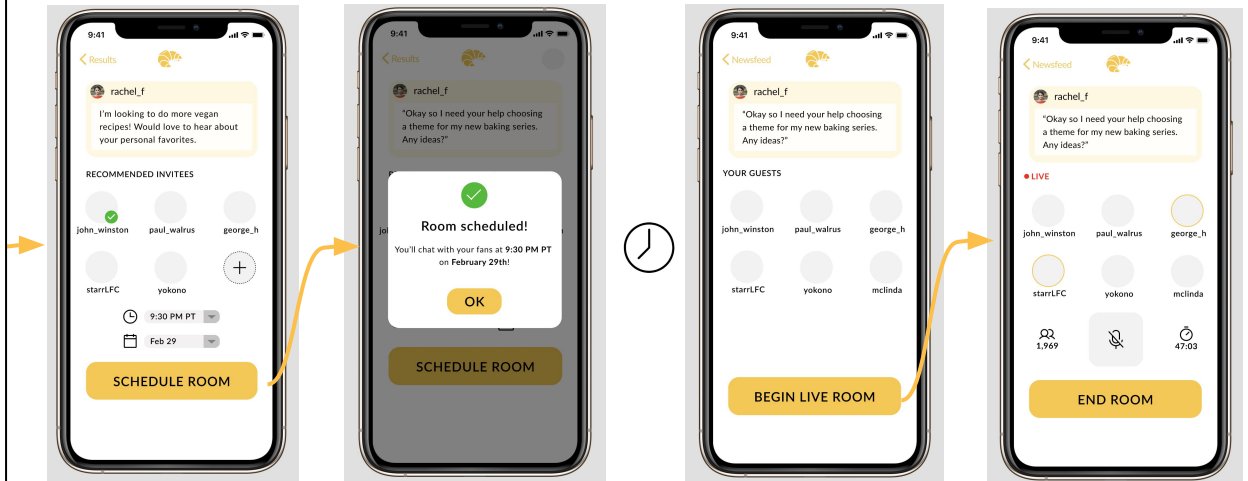 9:41
Results
rachel_f
I'm looking to do more vegan
recipes! Would love to hear about
your personal favorites.
RECOMMENDED INVITEES
john_winston paul_walrus george_h
starrLFC yokono
9:30 PM PT
Feb 29
SCHEDULE ROOM
9:41
Results
rachel_f
“Okay so I need your help choosing
a theme for my new baking series.
Any ideas?”
Room scheduled!
You’ll chat with your fans at 9:30 PM PT
on February 29th!
OK
SCHEDULE ROOM
9:41
Newsfeed
rachel_f
“Okay so I need your help choosing
a theme for my new baking series.
Any ideas?”
YOUR GUESTS
john_winston paul_walrus george_h
starrLFC yokono mclinda
BEGIN LIVE ROOM
9:41
Newsfeed
rachel_f
“Okay so I need your help choosing
a theme for my new baking series.
Any ideas?”
LIVE
john_winston paul_walrus george_h
starrLFC yokono mclinda
1,969 47:03
END ROOM